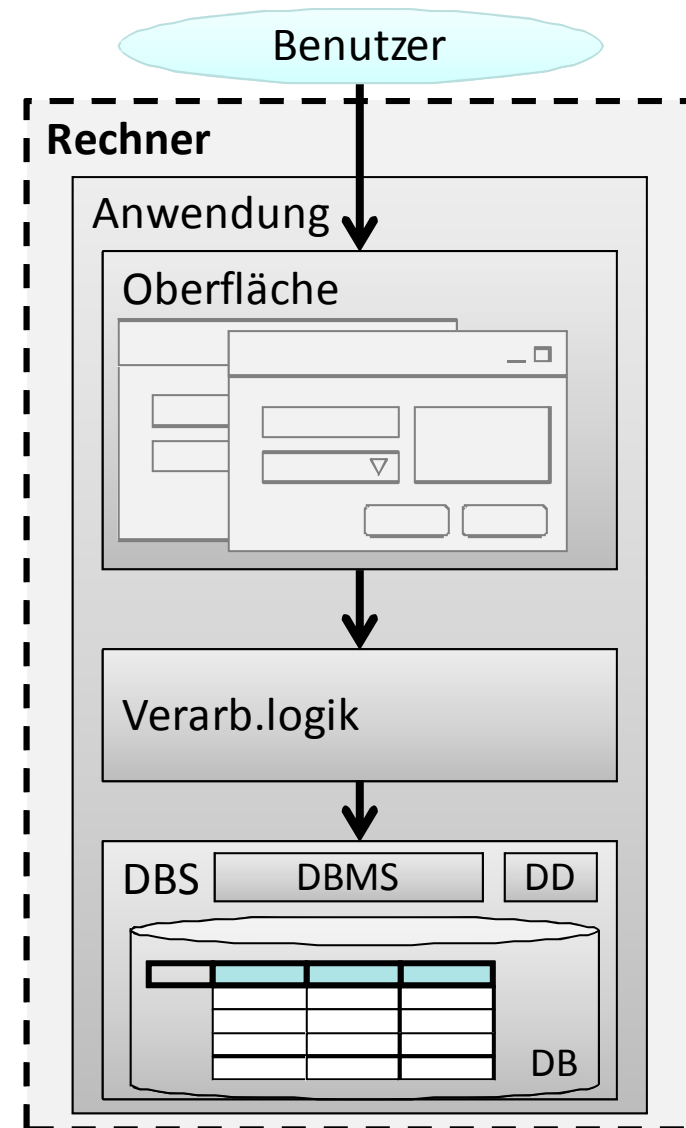 Benutzer
Rechner
Anwendung
Oberfläche
Verarb.logik
DBS DBMS DD
DB